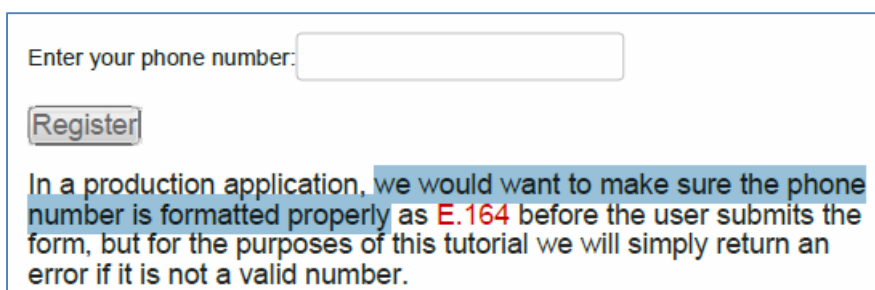 Enter your phone number:
Register
In a production application, we would want to make sure the phone
number is formatted properly as E.164 before the user submits the
form, but for the purposes of this tutorial we will simply return an
error if it is not a valid number.